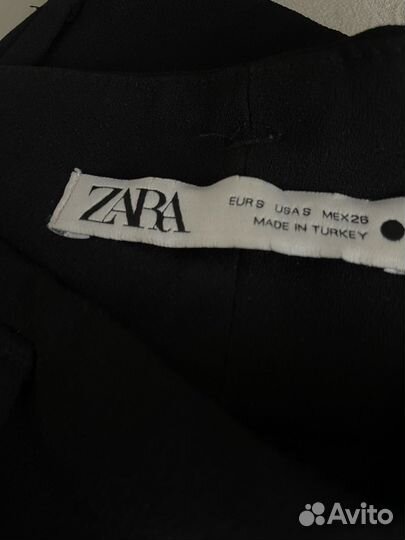 ZARA
EUR S USA S MEX 26
MADE IN TURKEY
Avito